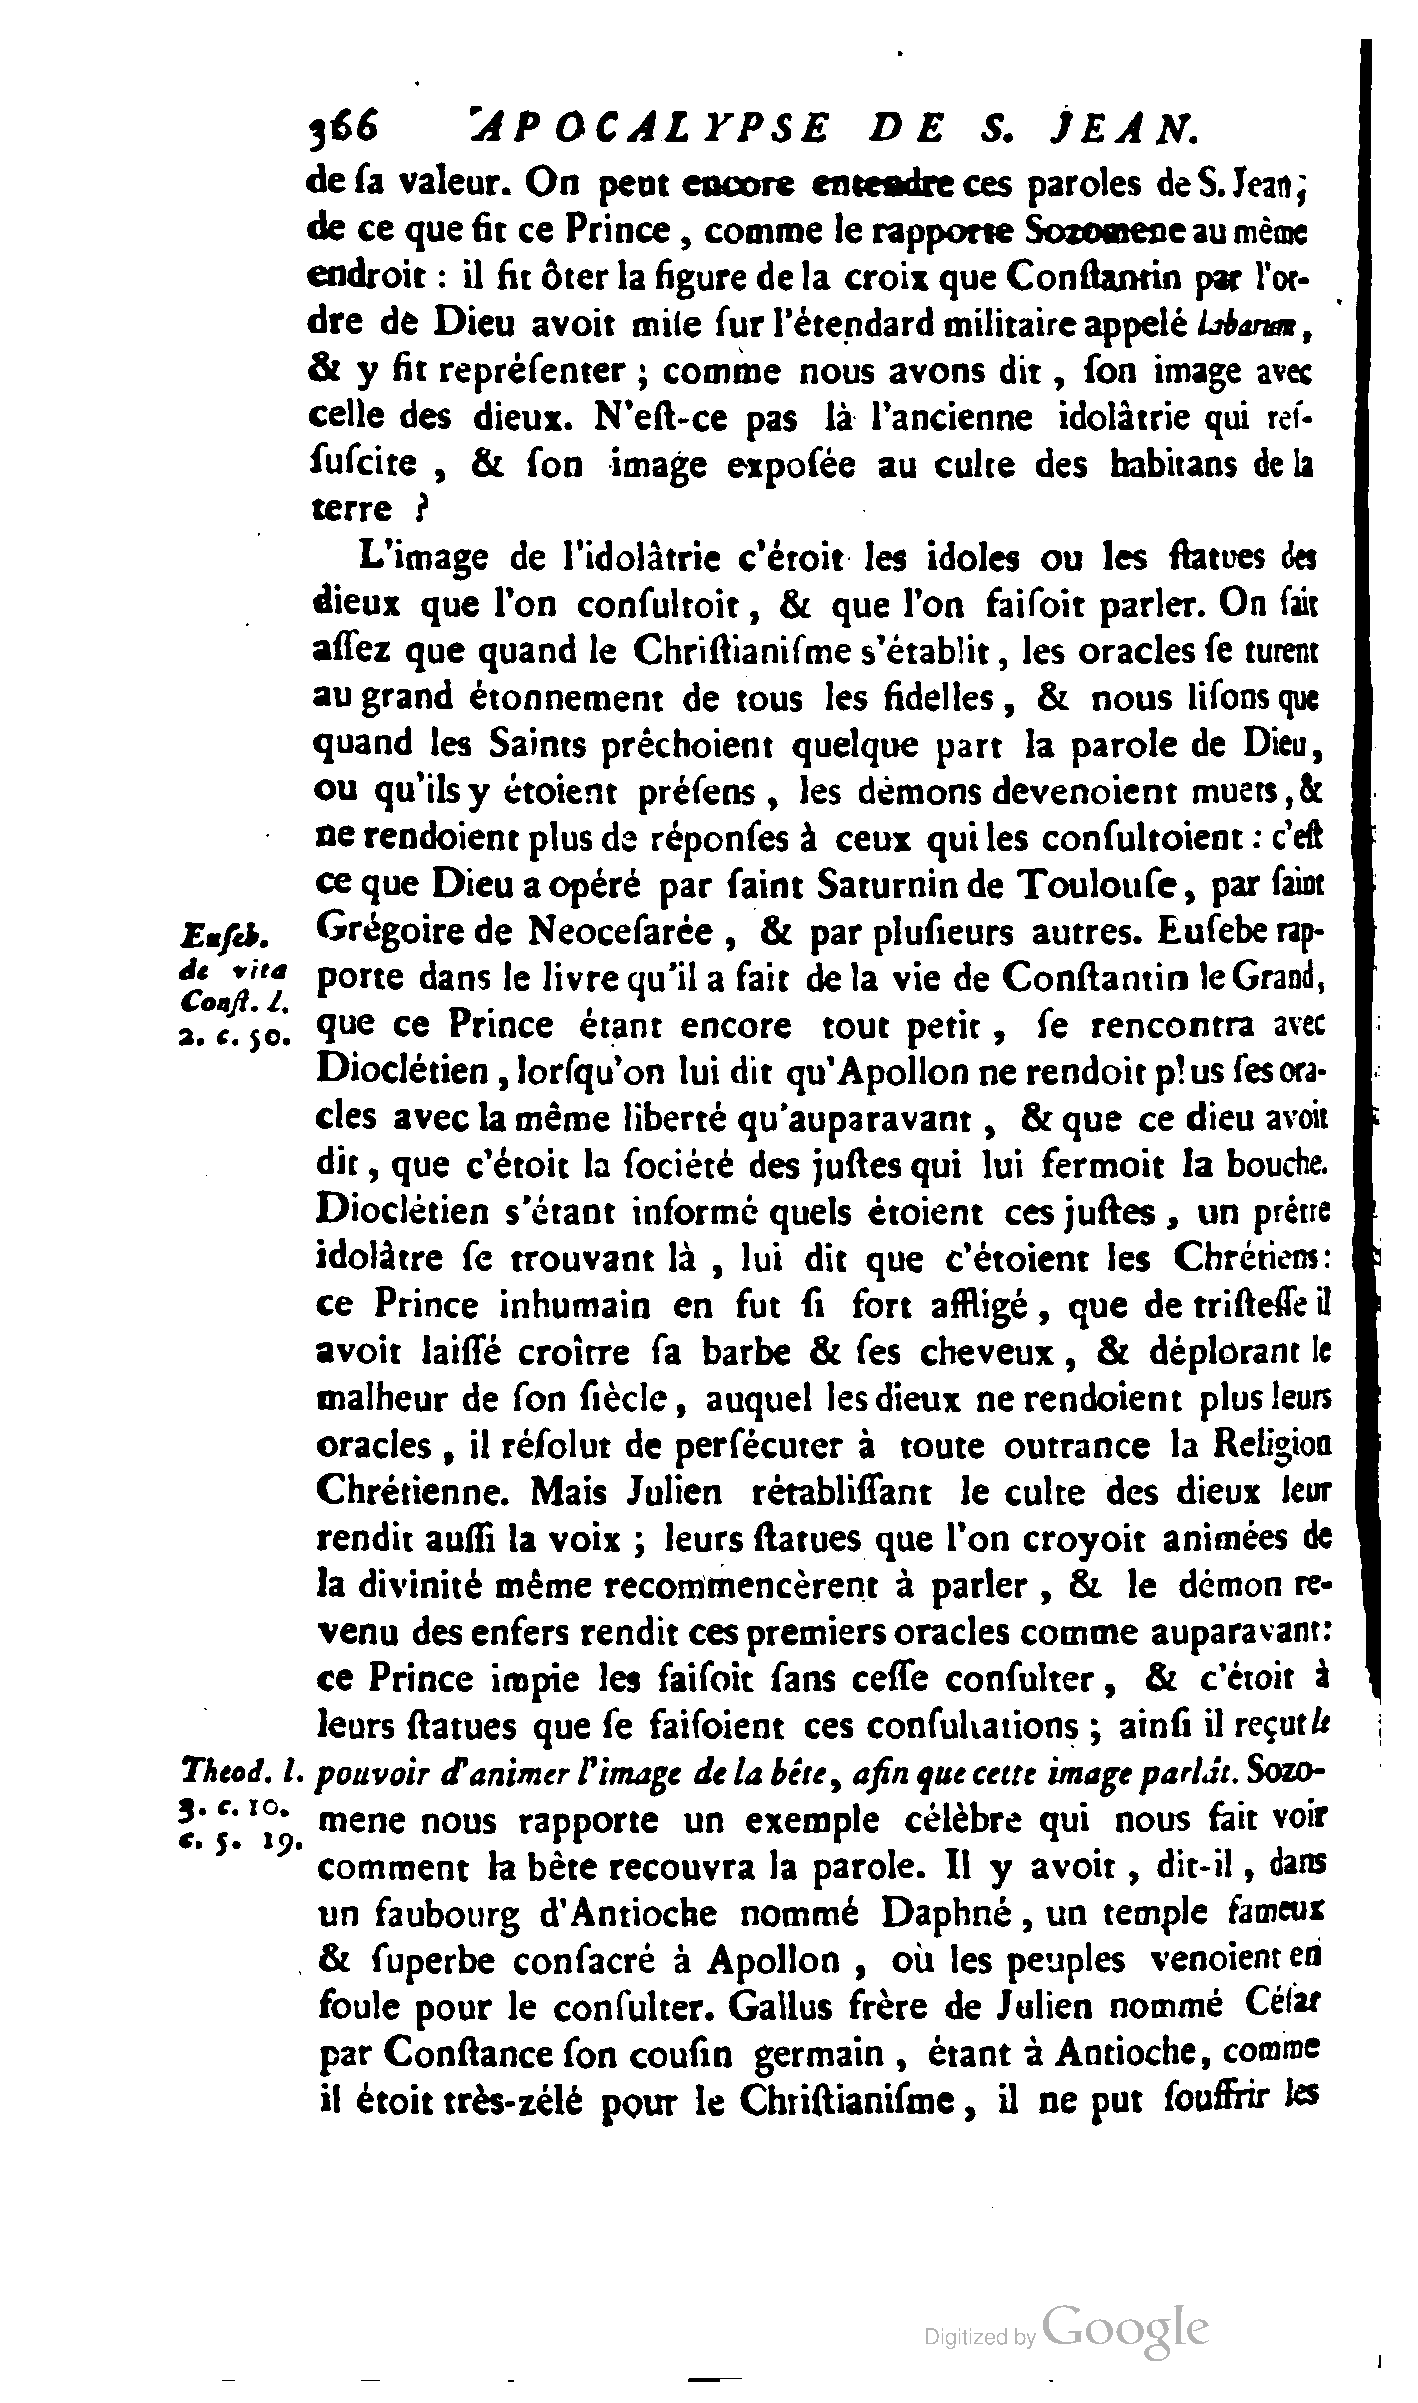 366 APOCALYPSE DE S. JEAN.
de ſa valeur. On peut encore entendre ces paroles de S. Jean;
de ce que fit ce Prince, comme le rapporte Sozomene au même
endroit : il fit ôter la figure de la croix que Conſtantin par l'or-
dre de Dieu avoit miſe ſur l'étendard militaire appelé Labarum,
& y fit repréſenter ; comme nous avons dit, ſon image avec
celle des dieux. N'eſt-ce pas là l'ancienne idolâtrie qui reſ-
ſuſcite, & ſon image expoſée au culte des habitans de la
terre ?
L'image de l'idolâtrie c'étoit les idoles ou les ſtatues des
dieux que l'on conſultoit, & que l'on faiſoit parler. On ſait
aſſez que quand le Chriſtianiſme s'établit, les oracles ſe turent
au grand étonnement de tous les fidelles, & nous liſons que
quand les Saints prêchoient quelque part la parole de Dieu,
ou qu'ils y étoient préſens, les démons devenoient muets, &
ne rendoient plus de réponſes à ceux qui les conſultoient : c'eſt
ce que Dieu a opéré par ſaint Saturnin de Toulouſe, par ſaint
Grégoire de Neoceſarée, & par pluſieurs autres. Euſebe rap-
porte dans le livre qu'il a fait de la vie de Conſtantin le Grand,
que ce Prince étant encore tout petit, ſe rencontra avec
Dioclétien, lorſqu'on lui dit qu'Apollon ne rendoit plus ſes ora-
cles avec la même liberté qu'auparavant, & que ce dieu avoit
dit, que c'étoit la ſociété des juſtes qui lui fermoit la bouche.
Dioclétien s'étant informé quels étoient ces juſtes, un prêtre
idolâtre ſe trouvant là, lui dit que c'étoient les Chrétiens:
ce Prince inhumain en fut ſi fort affligé, que de triſteſſe il
avoit laiſſé croître ſa barbe & ſes cheveux, & déplorant le
malheur de ſon ſiècle, auquel les dieux ne rendoient plus leurs
oracles, il réſolut de perſécuter à toute outrance la Religion
Chrétienne. Mais Julien rétabliſſant le culte des dieux leur
rendit auſſi la voix ; leurs ſtatues que l'on croyoit animées de
la divinité même recommencèrent à parler, & le démon re-
venu des enfers rendit ces premiers oracles comme auparavant:
ce Prince impie les faiſoit ſans ceſſe conſulter, & c'étoit à
leurs ſtatues que ſe faiſoient ces conſultations ; ainſi il reçut le
pouvoir d'animer l'image de la bête, afin que cette image parlât. Sozo-
mene nous rapporte un exemple célèbre qui nous fait voir
comment la bête recouvra la parole. Il y avoit, dit-il, dans
un faubourg d'Antioche nommé Daphné, un temple fameux
& ſuperbe conſacré à Apollon, où les peuples venoient en
foule pour le conſulter. Gallus frère de Julien nommé Céſar
par Conſtance ſon couſin germain, étant à Antioche, comme
il étoit très-zélé pour le Chriſtianiſme, il ne put ſouffrir les
Euſeb.
de vita
Conſt. l.
2. c. 50.
Theod. l.
3. c. 10.
c. 5. 19.
Digitized by Google